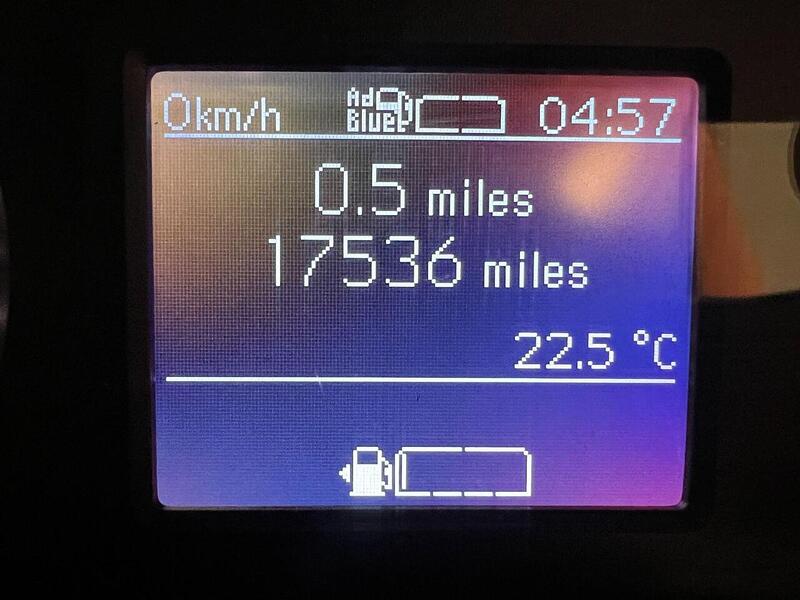 0km/h Ad Blue 04:57
0.5 miles
17536 miles
22.5 °C